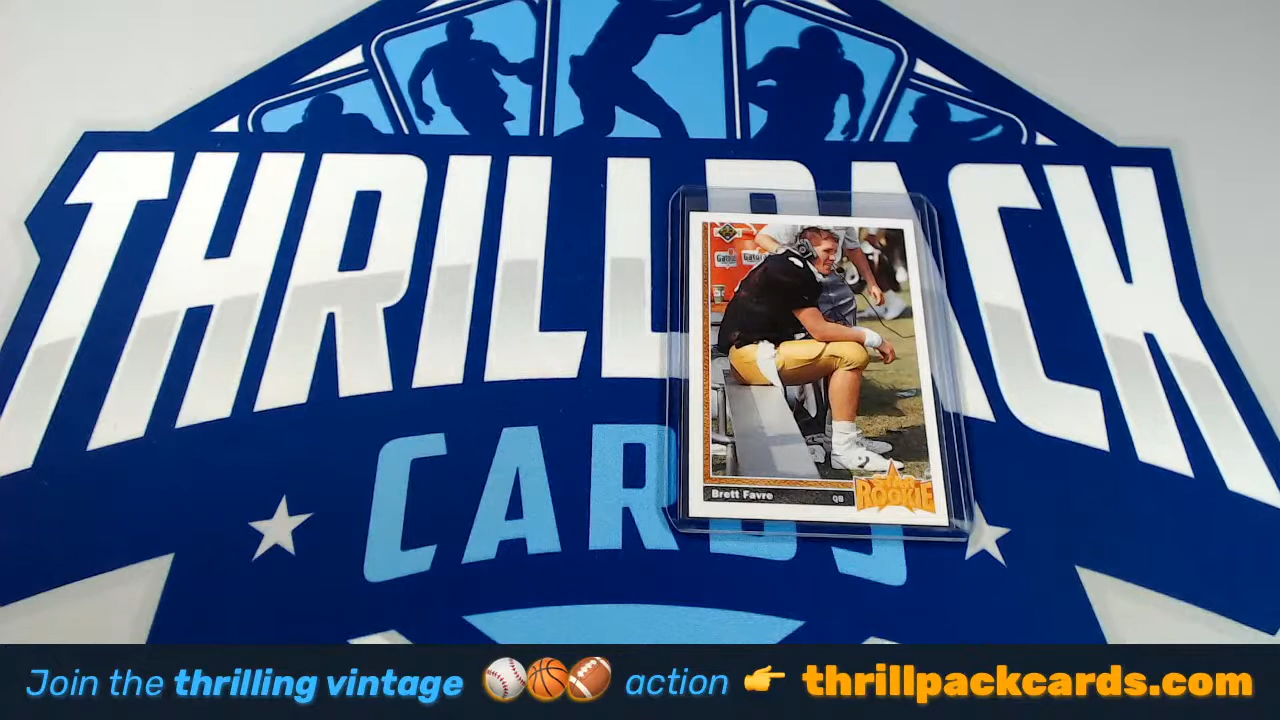 THRILLPACK
CARDS
Brett Favre
QB
STAR
ROOKIE
Join the thrilling vintage action thrillpackcards.com